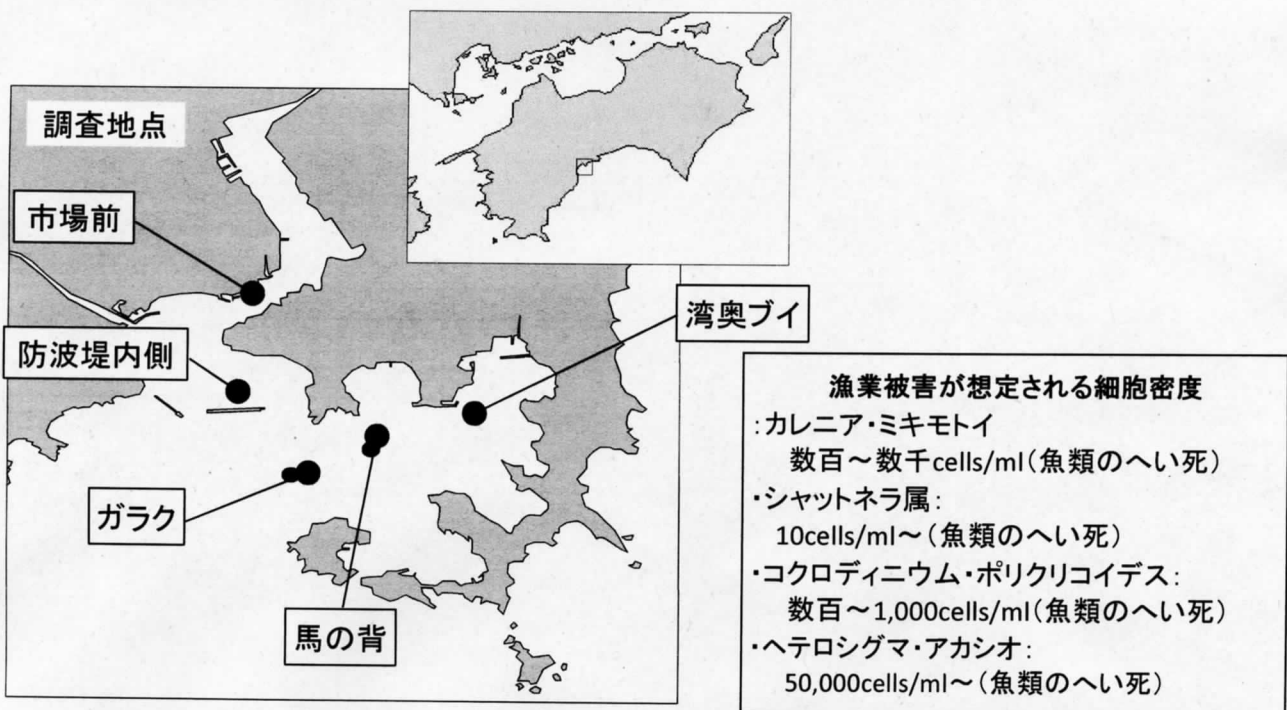 調査地点
市場前
防波堤内側
湾奥ブイ
ガラク
馬の背
漁業被害が想定される細胞密度
:カレニア・ミキモトイ
数百～数千cells/ml(魚類のへい死)
・シャットネラ属:
10cells/ml～(魚類のへい死)
・コクロディニウム・ポリクリコイデス:
数百～1,000cells/ml(魚類のへい死)
・ヘテロシグマ・アカシオ:
50,000cells/ml～(魚類のへい死)